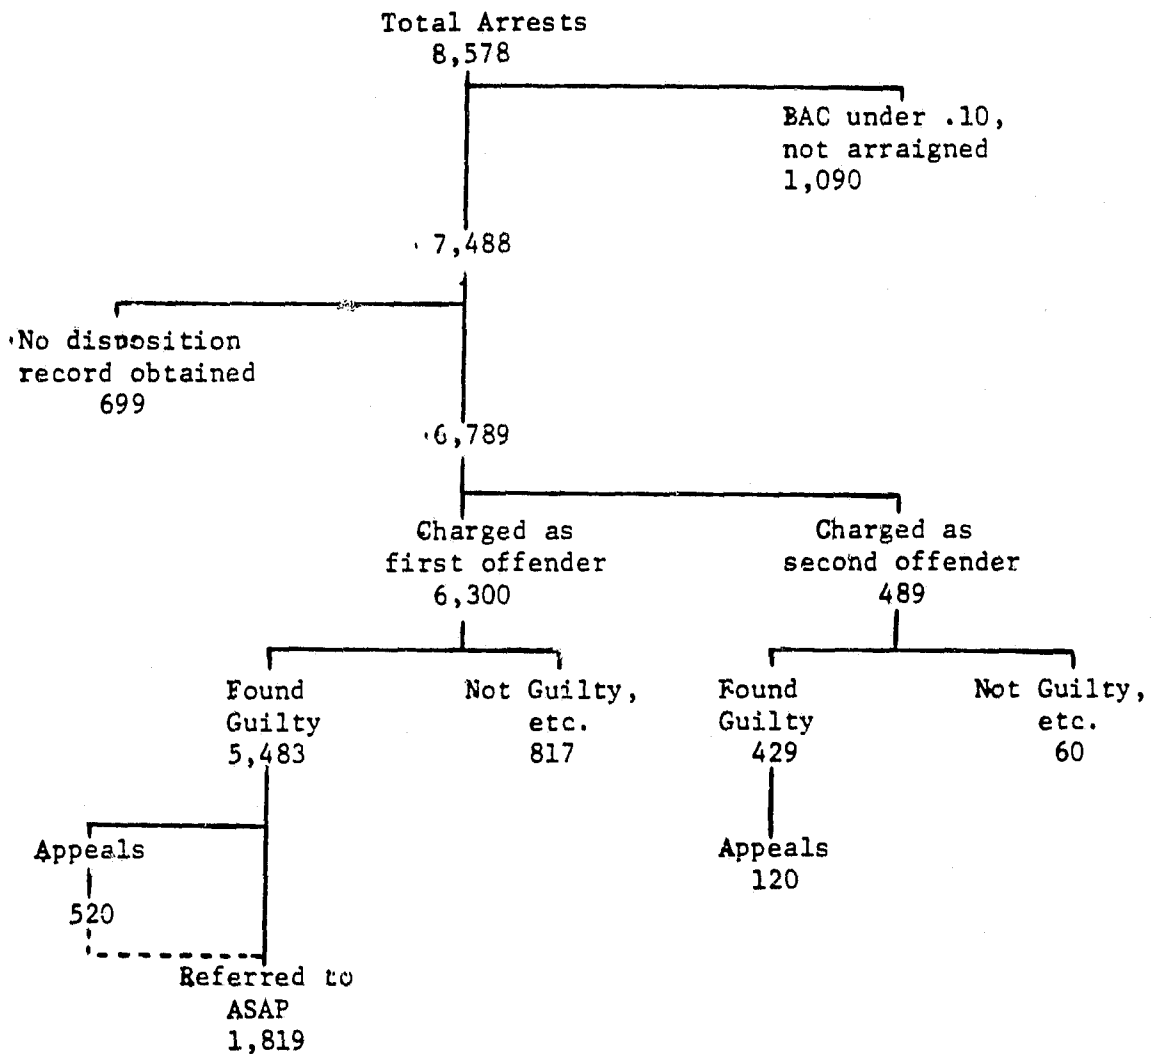 Total Arrests
8,578
BAC under .10,
not arraigned
1,090
7,488
No disposition
record obtained
699
6,789
Charged as
first offender
6,300
Charged as
second offender
489
Found
Guilty
5,483
Not Guilty,
etc.
817
Found
Guilty
429
Not Guilty,
etc.
60
Appeals
520
Appeals
120
Referred to
ASAP
1,819